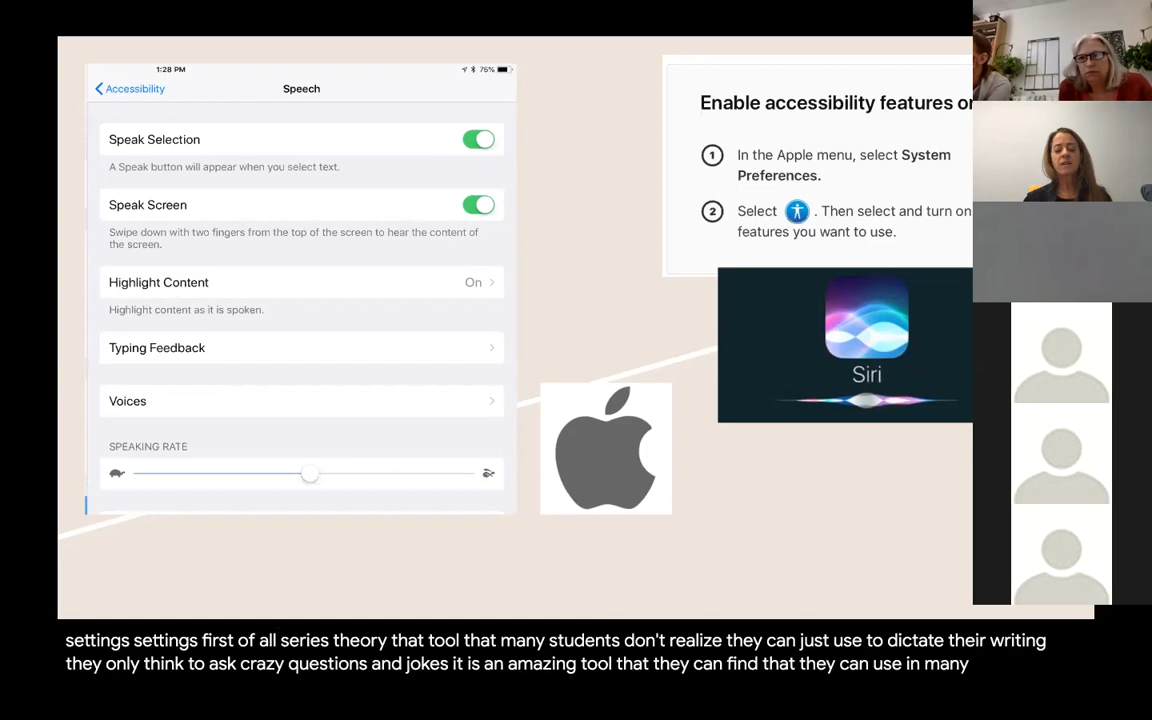 1:28 PM
75%
Accessibility
Speech
Speak Selection
A Speak button will appear when you select text.
Speak Screen
Swipe down with two fingers from the top of the screen to hear the content of
the screen.
Highlight Content
On
Highlight content as it is spoken.
Typing Feedback
Voices
SPEAKING RATE
Enable accessibility features or
1
In the Apple menu, select System
Preferences.
2
Select . Then select and turn on
features you want to use.
Siri
settings settings first of all series theory that tool that many students don't realize they can just use to dictate their writing
they only think to ask crazy questions and jokes it is an amazing tool that they can find that they can use in many